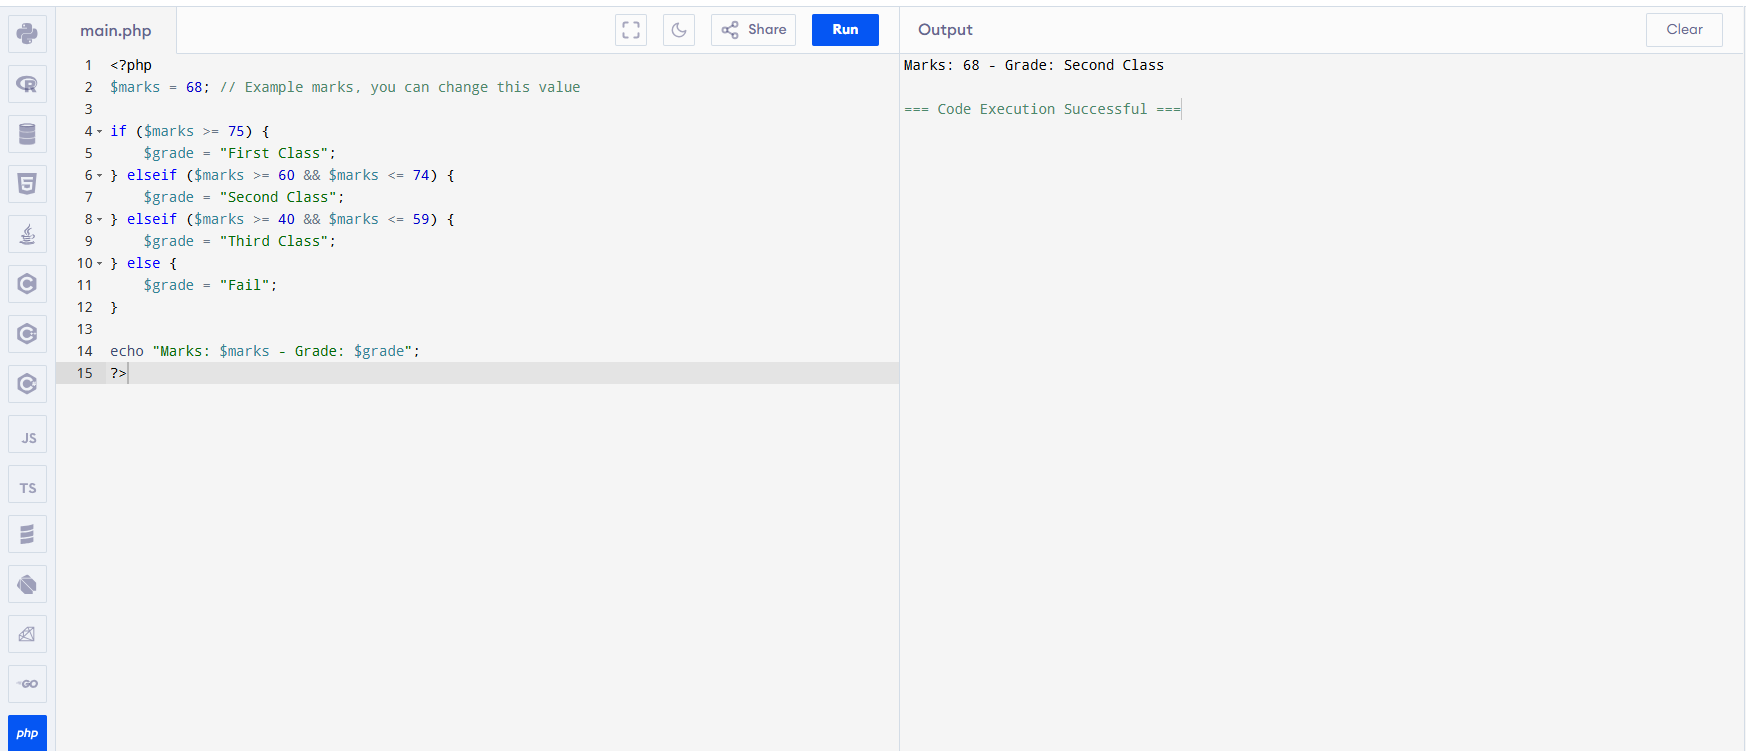 main.php
Share
Run
Output
Clear
1 <?php
2 $marks = 68; // Example marks, you can change this value
3
4 if ($marks >= 75) {
5     $grade = "First Class";
6 } elseif ($marks >= 60 && $marks <= 74) {
7     $grade = "Second Class";
8 } elseif ($marks >= 40 && $marks <= 59) {
9     $grade = "Third Class";
10 } else {
11     $grade = "Fail";
12 }
13
14 echo "Marks: $marks - Grade: $grade";
15 ?>
Marks: 68 - Grade: Second Class
=== Code Execution Successful ===
R
5
C
C
C
JS
TS
GO
php